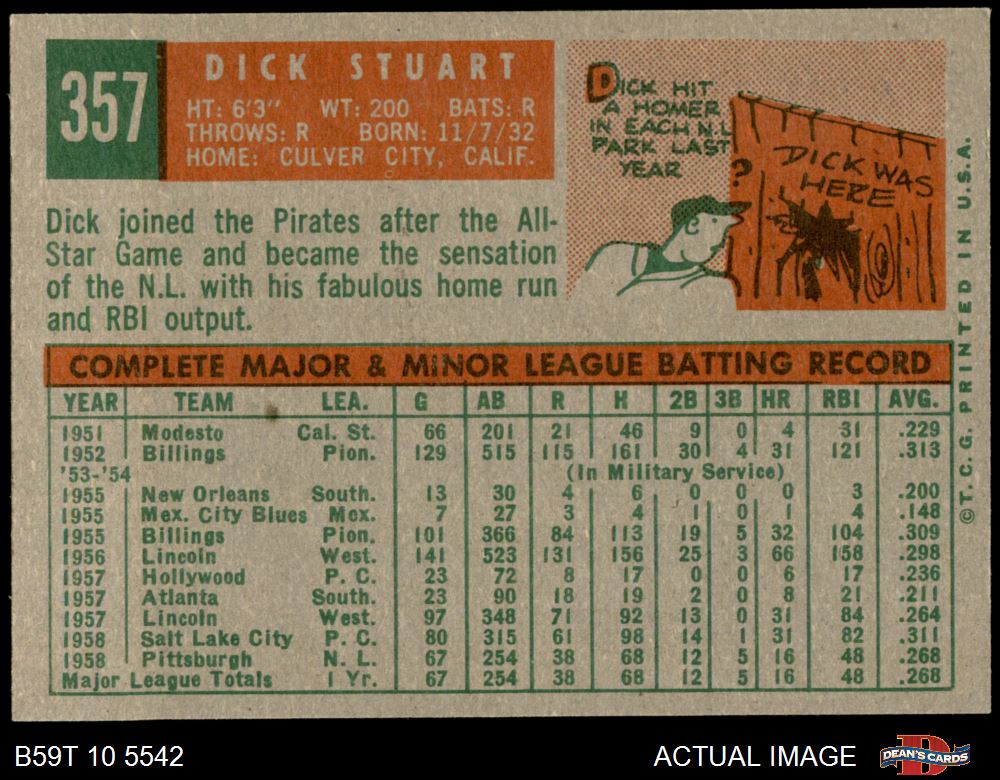 357
DICK STUART
HT: 6'3" WT: 200 BATS: R
THROWS: R BORN: 11/7/32
HOME: CULVER CITY, CALIF.
DICK HIT
A HOMER
IN EACH N.L.
PARK LAST
YEAR
?
DICK WAS
HERE
Dick joined the Pirates after the All-
Star Game and became the sensation
of the N.L. with his fabulous home run
and RBI output.
COMPLETE MAJOR & MINOR LEAGUE BATTING RECORD
YEAR TEAM LEA. G AB R H 2B 3B HR RBI AVG.
1951 Modesto Cal. St. 66 201 21 46 9 0 4 31 .229
1952 Billings Pion. 129 515 115 161 30 4 31 121 .313
'53-'54 (In Military Service)
1955 New Orleans South. 13 30 4 6 0 0 0 3 .200
1955 Mex. City Blues Mex. 7 27 3 4 1 0 1 4 .148
1955 Billings Pion. 101 366 84 113 19 5 32 104 .309
1956 Lincoln West. 141 523 131 156 25 3 66 158 .298
1957 Hollywood P. C. 23 72 8 17 0 0 6 17 .236
1957 Atlanta South. 23 90 18 19 2 0 8 21 .211
1957 Lincoln West. 97 348 71 92 13 0 31 84 .264
1958 Salt Lake City P. C. 80 315 61 98 14 1 31 82 .311
1958 Pittsburgh N. L. 67 254 38 68 12 5 16 48 .268
Major League Totals 1 Yr. 67 254 38 68 12 5 16 48 .268
©T.C.G. PRINTED IN U.S.A.
B59T 10 5542
ACTUAL IMAGE
D
DEAN'S CARDS